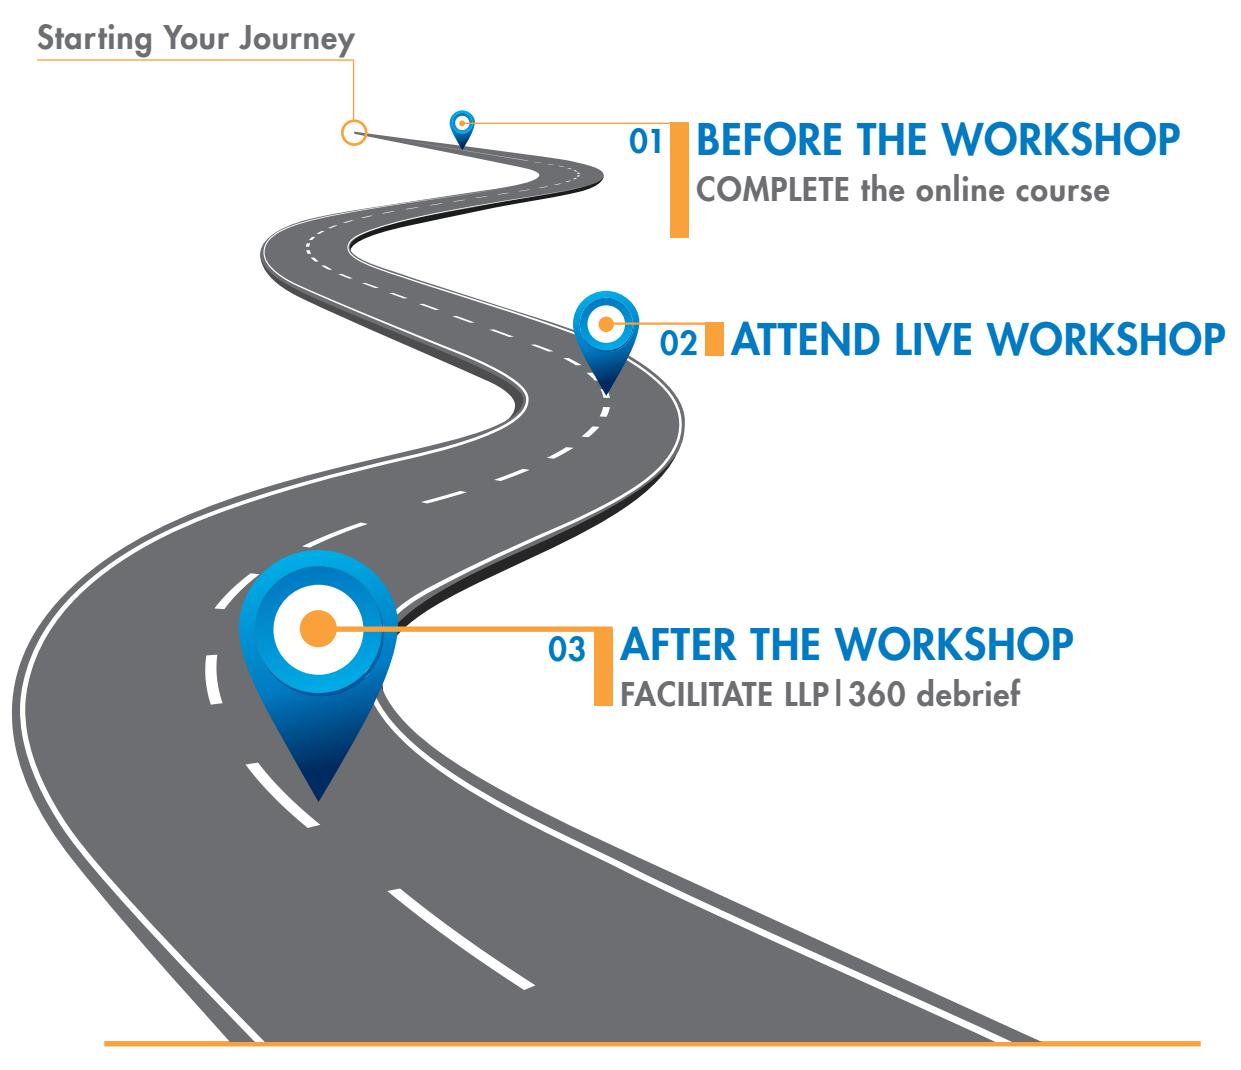 Starting Your Journey
01
BEFORE THE WORKSHOP
COMPLETE the online course
02
ATTEND LIVE WORKSHOP
03
AFTER THE WORKSHOP
FACILITATE LLP|360 debrief